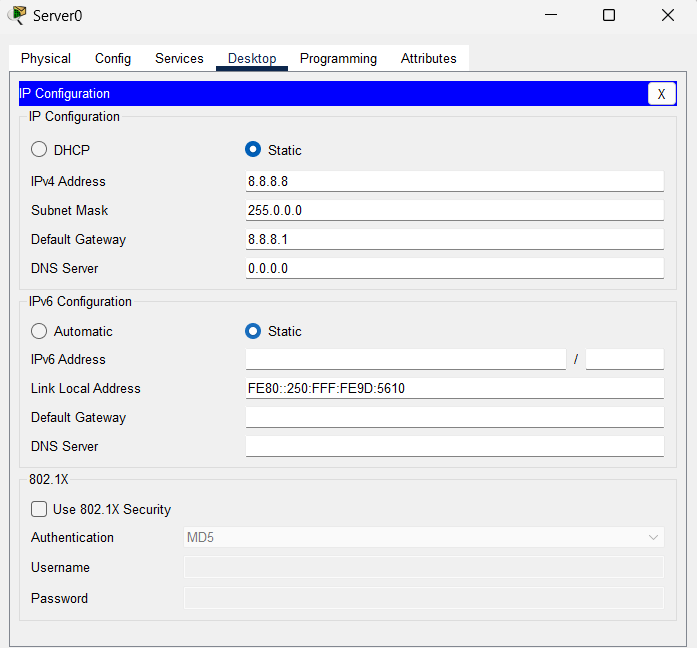 Server0
Physical Config Services Desktop Programming Attributes
IP Configuration X
IP Configuration
DHCP Static
IPv4 Address 8.8.8.8
Subnet Mask 255.0.0.0
Default Gateway 8.8.8.1
DNS Server 0.0.0.0
IPv6 Configuration
Automatic Static
IPv6 Address /
Link Local Address FE80::250:FFF:FE9D:5610
Default Gateway
DNS Server
802.1X
Use 802.1X Security
Authentication MD5
Username
Password